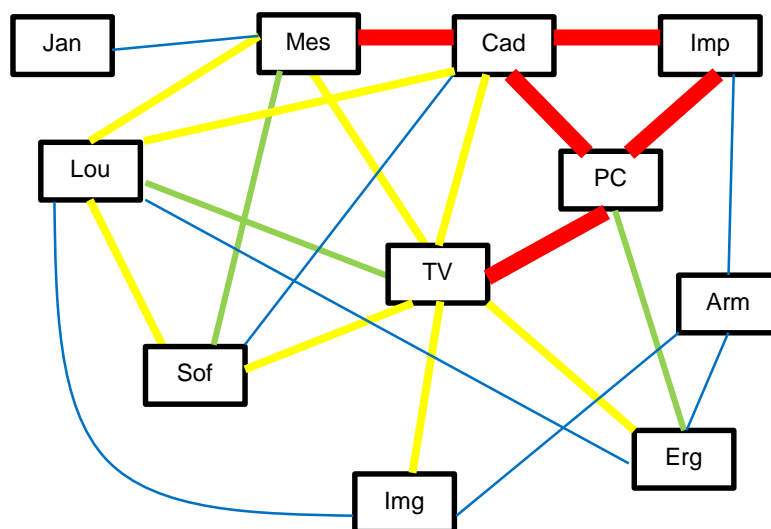 Jan
Mes
Cad
Imp
Lou
PC
TV
Arm
Sof
Erg
Img